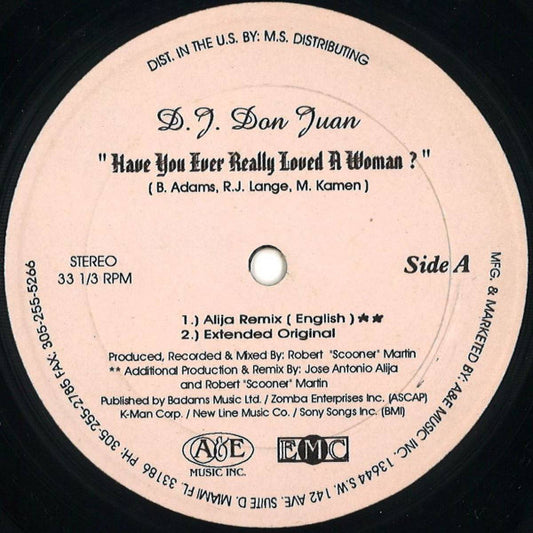 DIST. IN THE U.S. BY: M.S. DISTRIBUTING
D.J. Don Juan
" Have You Ever Really Loved A Woman ? "
( B. Adams, R.J. Lange, M. Kamen )
STEREO
33 1/3 RPM
Side A
1.) Alija Remix ( English ) **
2.) Extended Original
Produced, Recorded & Mixed By: Robert "Scooner" Martin
** Additional Production & Remix By: Jose Antonio Alija
and Robert "Scooner" Martin
Published by Badams Music Ltd. / Zomba Enterprises Inc. (ASCAP)
K-Man Corp. / New Line Music Co. / Sony Songs Inc. (BMI)
A&E
MUSIC INC.
EMC
MFG. & MARKETED BY: A&E MUSIC INC. 13644 S.W. 142 AVE. SUITE D. MIAMI FL. 33186 PH: 305-255-2786 FAX: 305-255-5266